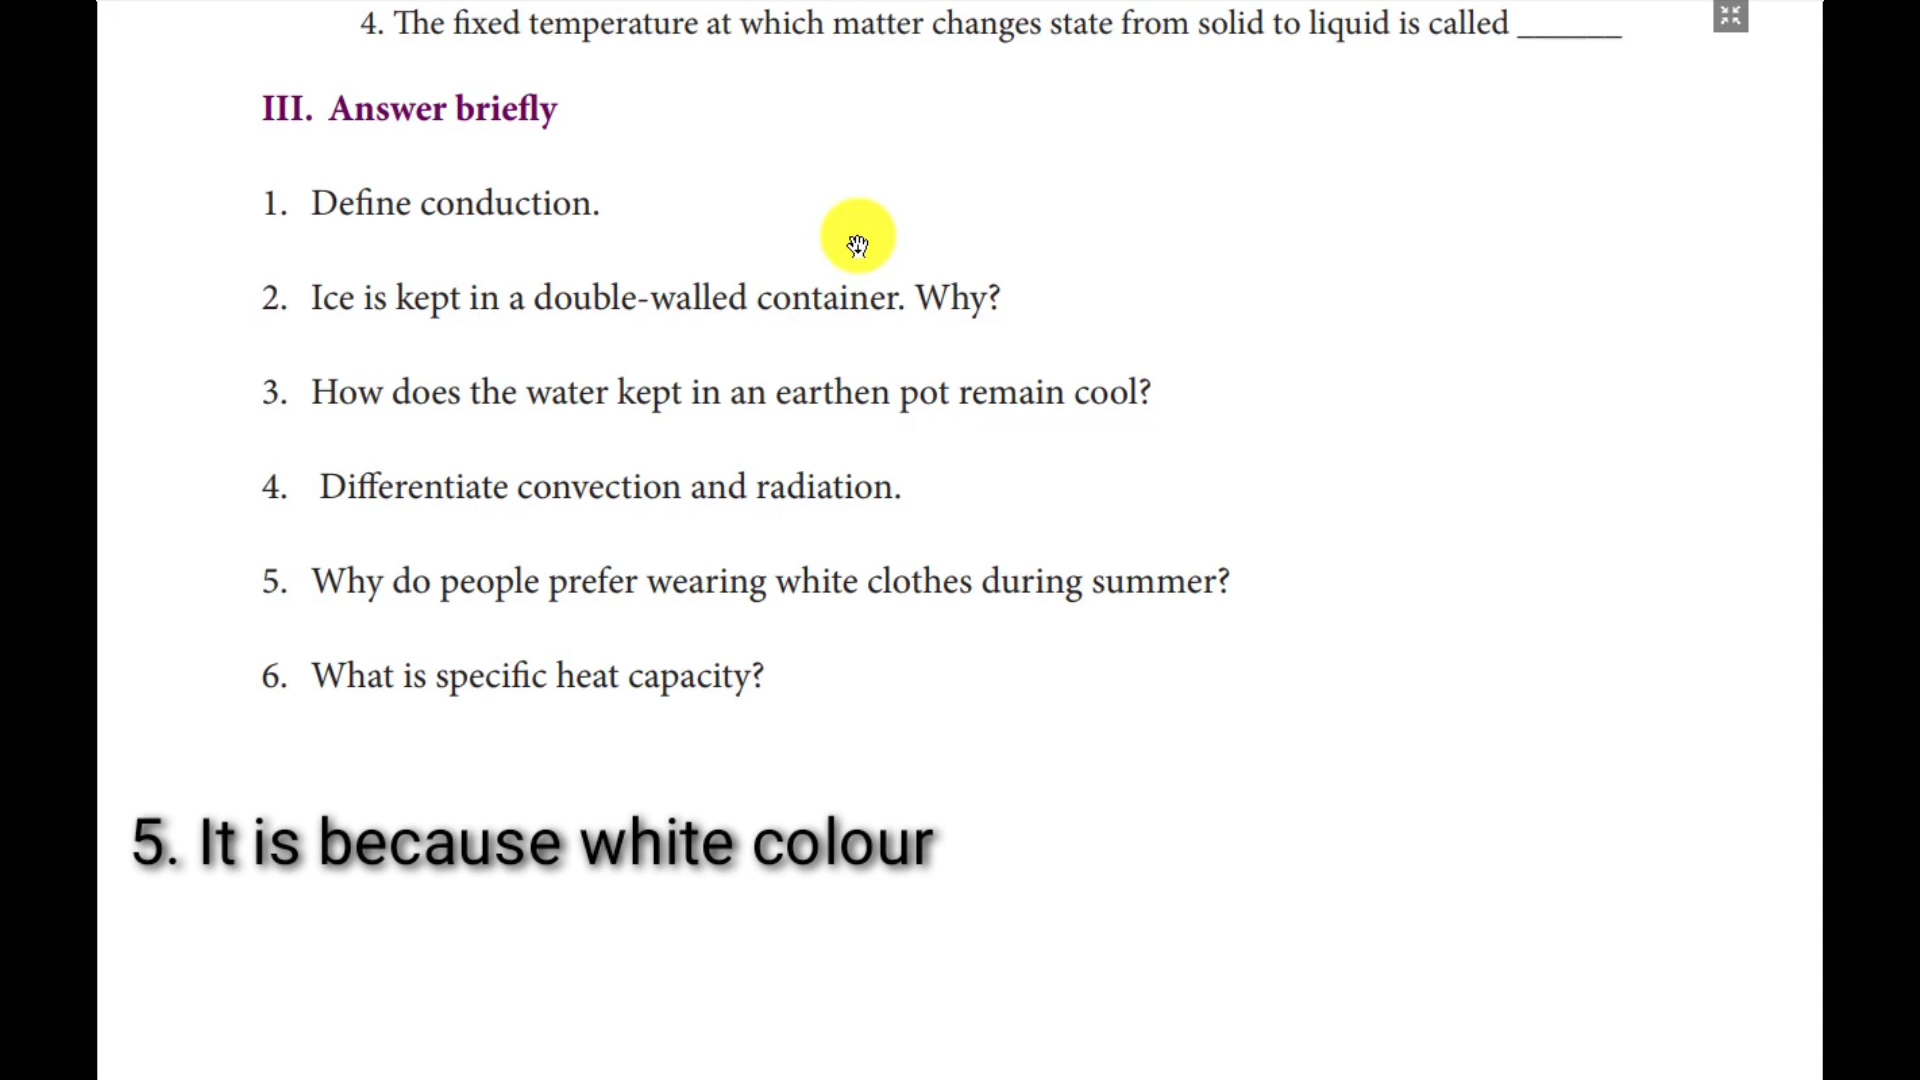 4. The fixed temperature at which matter changes state from solid to liquid is called ______
III. Answer briefly
1. Define conduction.
2. Ice is kept in a double-walled container. Why?
3. How does the water kept in an earthen pot remain cool?
4. Differentiate convection and radiation.
5. Why do people prefer wearing white clothes during summer?
6. What is specific heat capacity?
5. It is because white colour